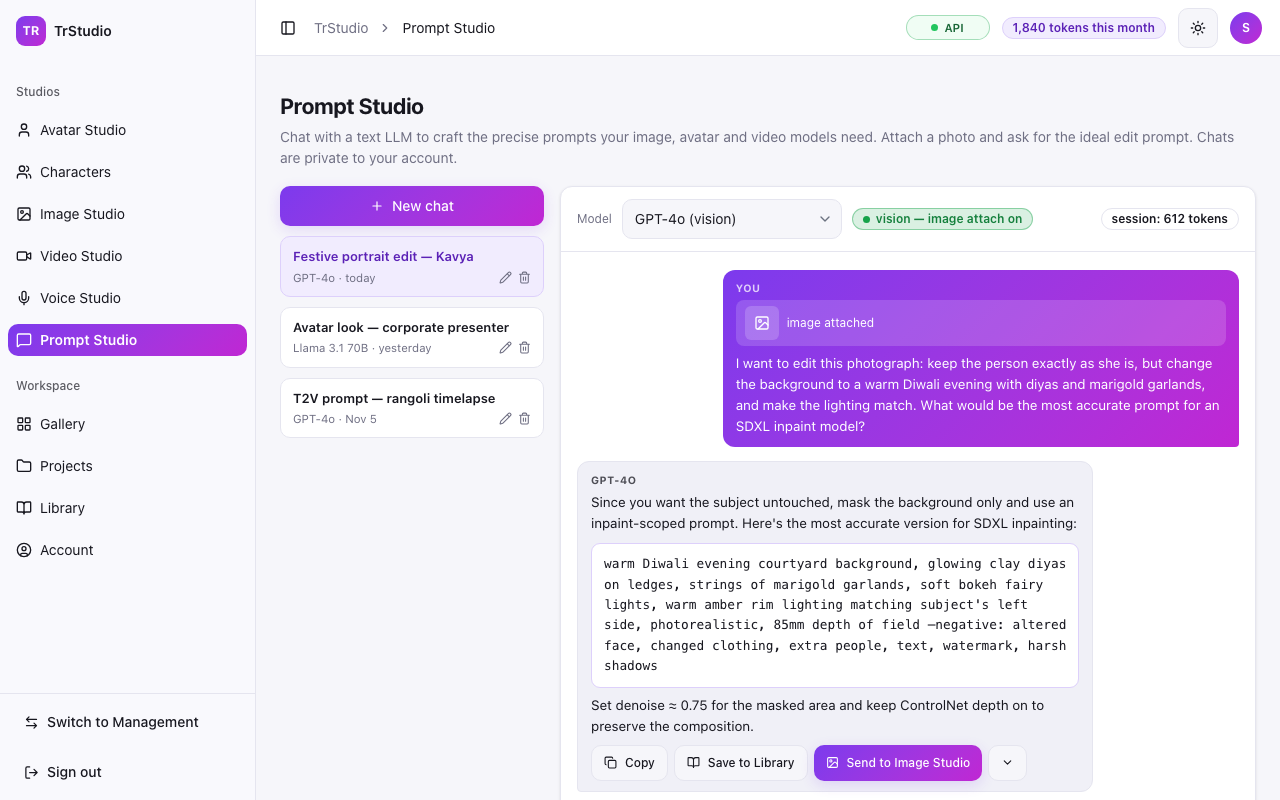 TR TrStudio
Studios
Avatar Studio
Characters
Image Studio
Video Studio
Voice Studio
Prompt Studio
Workspace
Gallery
Projects
Library
Account
Switch to Management
Sign out
TrStudio > Prompt Studio
API
1,840 tokens this month
S
Prompt Studio
Chat with a text LLM to craft the precise prompts your image, avatar and video models need. Attach a photo and ask for the ideal edit prompt. Chats
are private to your account.
+ New chat
Festive portrait edit — Kavya
GPT-4o · today
Avatar look — corporate presenter
Llama 3.1 70B · yesterday
T2V prompt — rangoli timelapse
GPT-4o · Nov 5
Model GPT-4o (vision) vision — image attach on session: 612 tokens
YOU
image attached
I want to edit this photograph: keep the person exactly as she is, but change
the background to a warm Diwali evening with diyas and marigold garlands,
and make the lighting match. What would be the most accurate prompt for an
SDXL inpaint model?
GPT-4O
Since you want the subject untouched, mask the background only and use an
inpaint-scoped prompt. Here's the most accurate version for SDXL inpainting:
warm Diwali evening courtyard background, glowing clay diyas
on ledges, strings of marigold garlands, soft bokeh fairy
lights, warm amber rim lighting matching subject's left
side, photorealistic, 85mm depth of field —negative: altered
face, changed clothing, extra people, text, watermark, harsh
shadows
Set denoise ≈ 0.75 for the masked area and keep ControlNet depth on to
preserve the composition.
Copy
Save to Library
Send to Image Studio